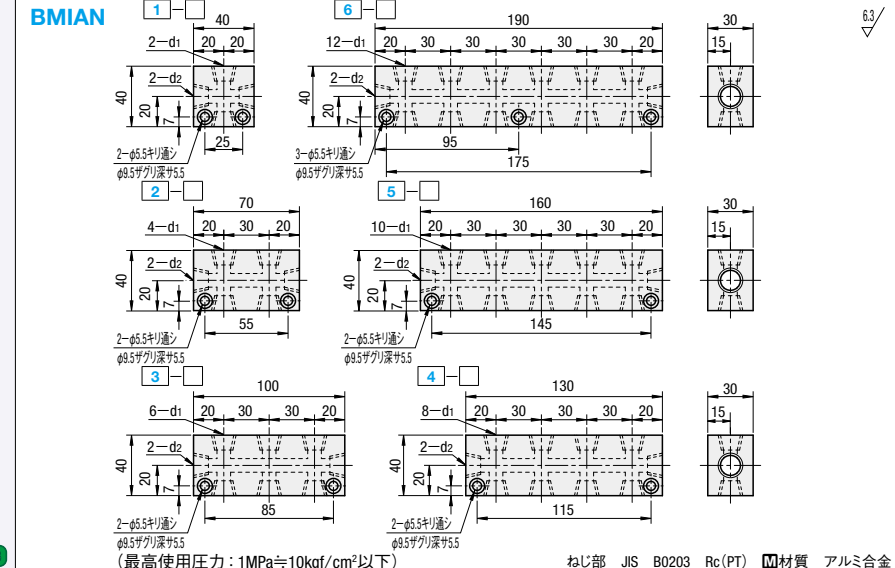 BMIAN
1－□
40
20 20
2－d1
2－d2
40
20
7
25
2－φ5.5キリ通シ
φ9.5ザグリ深サ5.5
6－□
190
20 30 30 30 30 30 20
12－d1
2－d2
40
20
7
95
175
3－φ5.5キリ通シ
φ9.5ザグリ深サ5.5
30
15
6.3
2－□
70
20 30 20
4－d1
2－d2
40
20
7
55
2－φ5.5キリ通シ
φ9.5ザグリ深サ5.5
5－□
160
20 30 30 30 30 20
10－d1
2－d2
40
20
7
145
2－φ5.5キリ通シ
φ9.5ザグリ深サ5.5
30
15
3－□
100
20 30 30 20
6－d1
2－d2
40
20
7
85
2－φ5.5キリ通シ
φ9.5ザグリ深サ5.5
4－□
130
20 30 30 30 20
8－d1
2－d2
40
20
7
115
2－φ5.5キリ通シ
φ9.5ザグリ深サ5.5
30
15
(最高使用圧力：1MPa≒10kgf/cm²以下)
ねじ部 JIS B0203 Rc(PT) M材質 アルミ合金